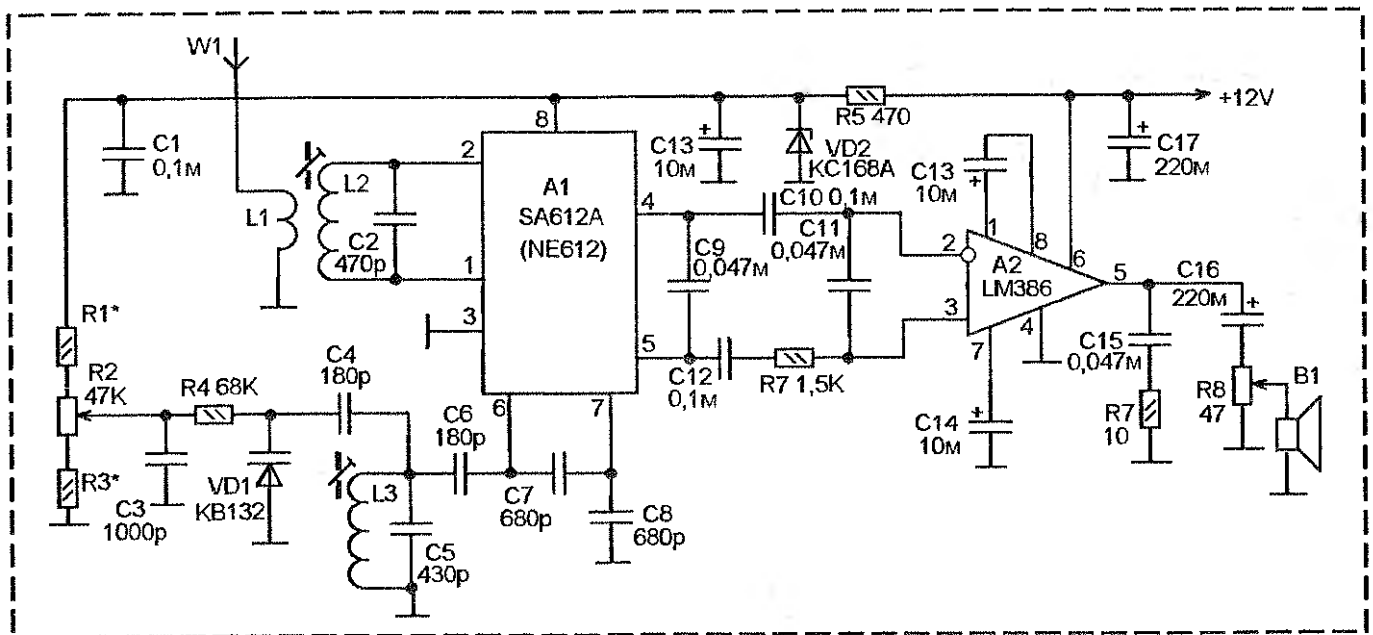 W1
+12V
R5 470
C1
0,1м
8
C13
10м
VD2
КС168А
C13
10м
C17
220м
2
L2
A1
SA612A
(NE612)
4
C10 0,1м
1
8
L1
C2
470p
C9
0,047м
C11
0,047м
2
A2
LM386
6
5
C16
220м
1
3
3
4
C15
0,047м
R1*
5
7
C4
180p
C12
0,1м
R7 1,5K
R2
47K
R4 68K
6
7
C6
180p
C14
10м
R7
10
R8
47
B1
R3*
C3
1000p
VD1
КВ132
L3
C7
680p
C8
680p
C5
430p